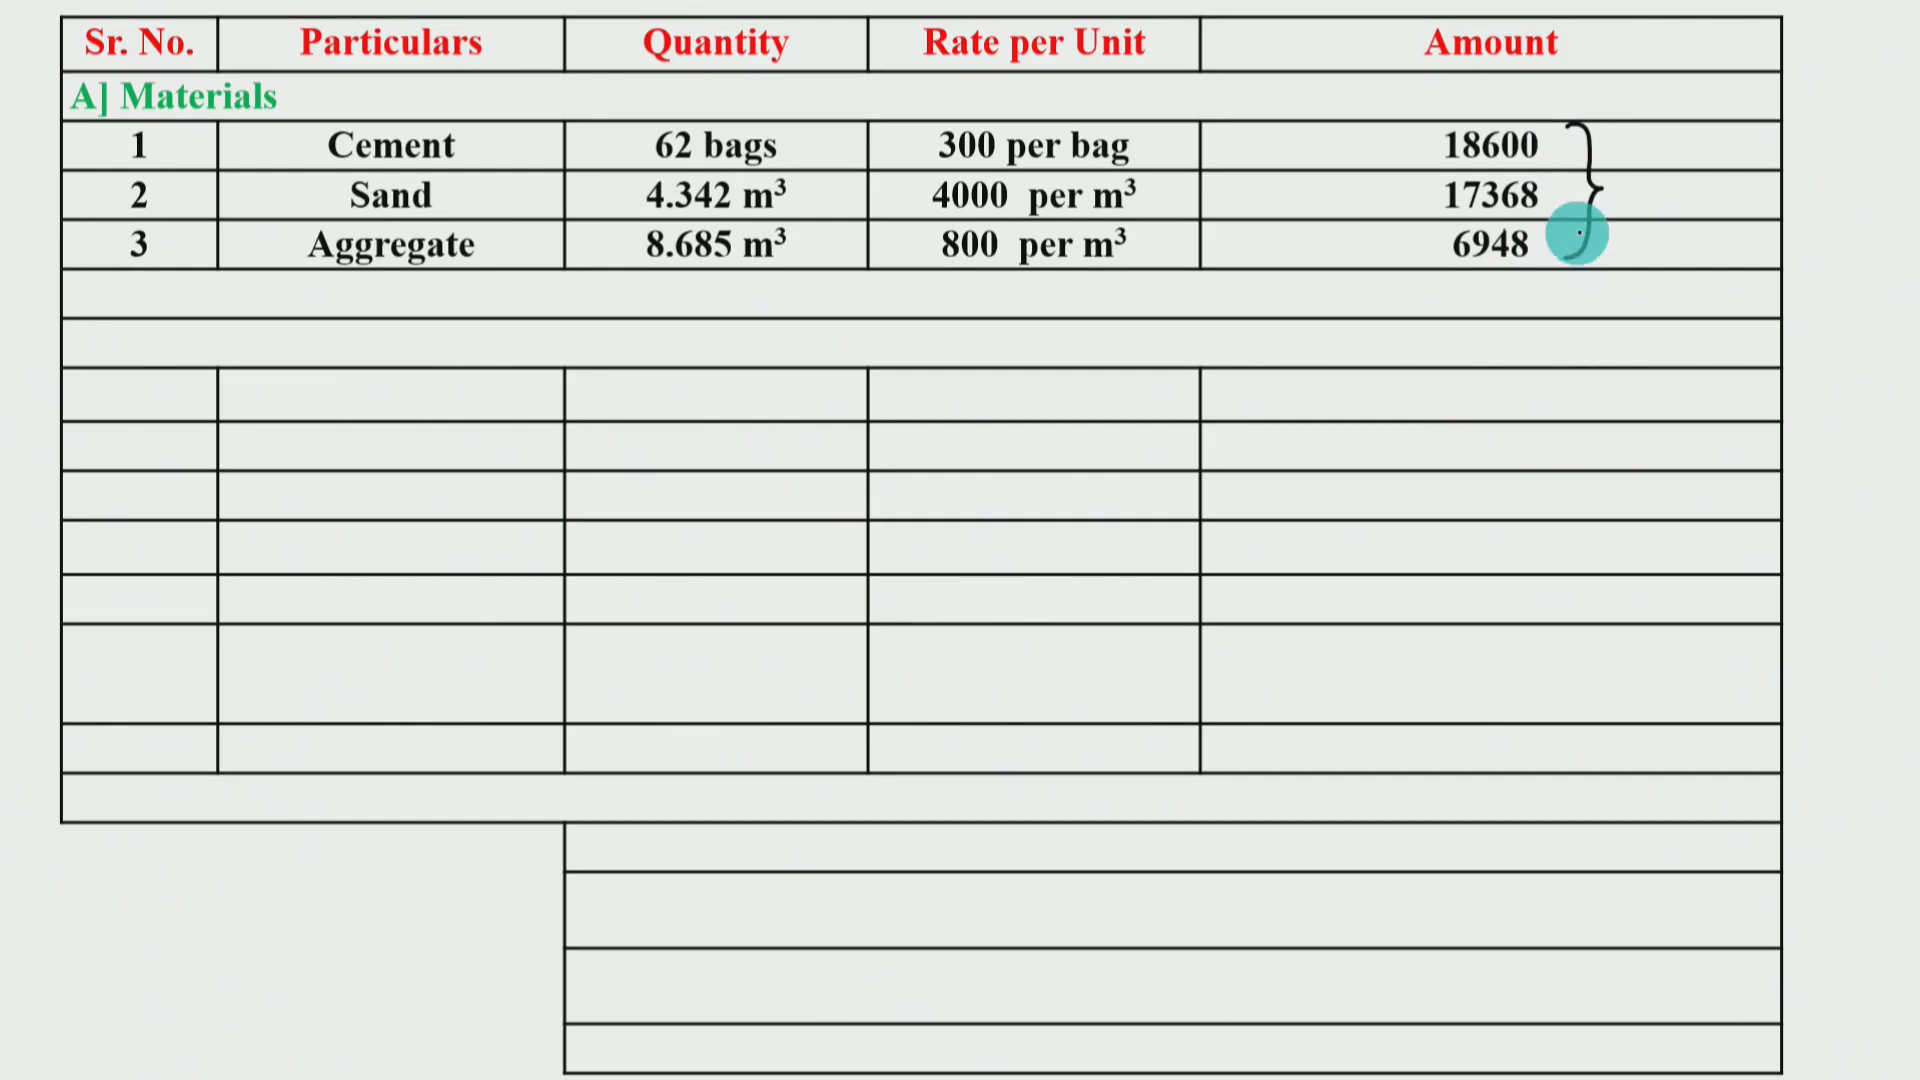 Sr. No. Particulars Quantity Rate per Unit Amount
A] Materials
1 Cement 62 bags 300 per bag 18600
2 Sand 4.342 m³ 4000 per m³ 17368
3 Aggregate 8.685 m³ 800 per m³ 6948